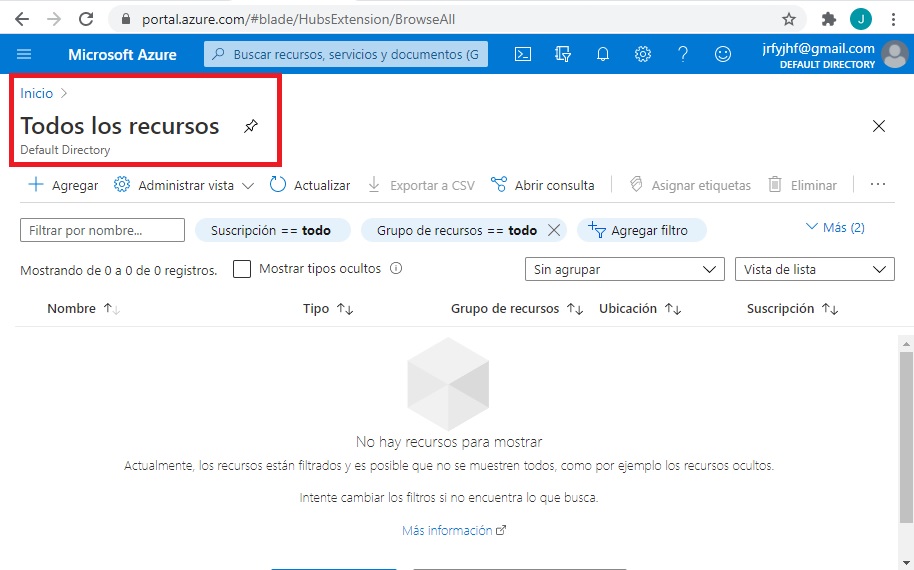 portal.azure.com/#blade/HubsExtension/BrowseAll
J
Microsoft Azure
Buscar recursos, servicios y documentos (G
jrfyjhf@gmail.com
DEFAULT DIRECTORY
Inicio >
Todos los recursos
Default Directory
Agregar Administrar vista Actualizar Exportar a CSV Abrir consulta Asignar etiquetas Eliminar ...
Filtrar por nombre... Suscripción == todo Grupo de recursos == todo Agregar filtro Más (2)
Mostrando de 0 a 0 de 0 registros. Mostrar tipos ocultos Sin agrupar Vista de lista
Nombre Tipo Grupo de recursos Ubicación Suscripción
No hay recursos para mostrar
Actualmente, los recursos están filtrados y es posible que no se muestren todos, como por ejemplo los recursos ocultos.
Intente cambiar los filtros si no encuentra lo que busca.
Más información